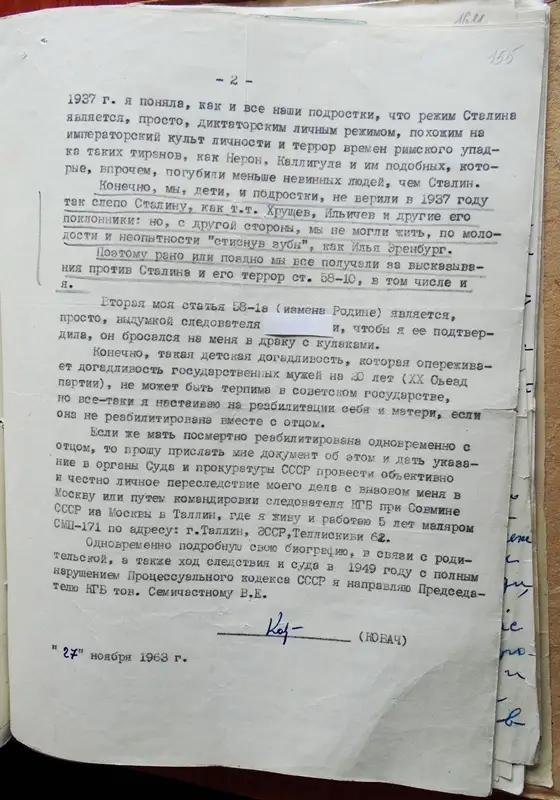 155
- 2 -
1937 г. я поняла, как и все наши подростки, что режим Сталина
является, просто, диктаторским личным режимом, похожим на
императорский культ личности и террор времен римского упад-
ка таких тиранов, как Нерон, Каллигула и им подобных, кото-
рые, впрочем, погубили меньше невинных людей, чем Сталин.
Конечно, мы, дети, и подростки, не верили в 1937 году
так слепо Сталину, как т.т. Хрущев, Ильичев и другие его
поклонники: но, с другой стороны, мы не могли жить, по моло-
дости и неопытности "стиснув зубы", как Илья Эренбург.
Поэтому рано или поздно мы все получали за высказыва-
ния против Сталина и его террор ст. 58-10, в том числе и
я.
Вторая моя статья 58-1а (измена Родине) является,
просто, выдумкой следователя и, чтобы я ее подтвер-
дила, он бросался на меня в драку с кулаками.
Конечно, такая детская догадливость, которая опережива-
ет догадливость государственных мужей на 20 лет (XX Съезд
партии), не может быть терпима в советском государстве,
но все-таки я настаиваю на реабилитации себя и матери, если
она не реабилитирована вместе с отцом.
Если же мать посмертно реабилитирована одновременно с
отцом, то прошу прислать мне документ об этом и дать указа-
ние в органы Суда и прокуратуры СССР провести объективно
и честно личное переследствие моего дела с вызовом меня в
Москву или путем командировки следователя КГБ при Совмине
СССР из Москвы в Таллин, где я живу и работаю 5 лет маляром
СМП-171 по адресу: г.Таллин, ЭССР,Теллискиви 62.
Одновременно подробную свою биографию, в связи с роди-
тельской, а также ход следствия и суда в 1949 году с полным
нарушением Процессуального кодекса СССР я направляю Председа-
телю КГБ тов. Семичастному В.Е.
(КОВАЧ)
"27" ноября 1963 г.